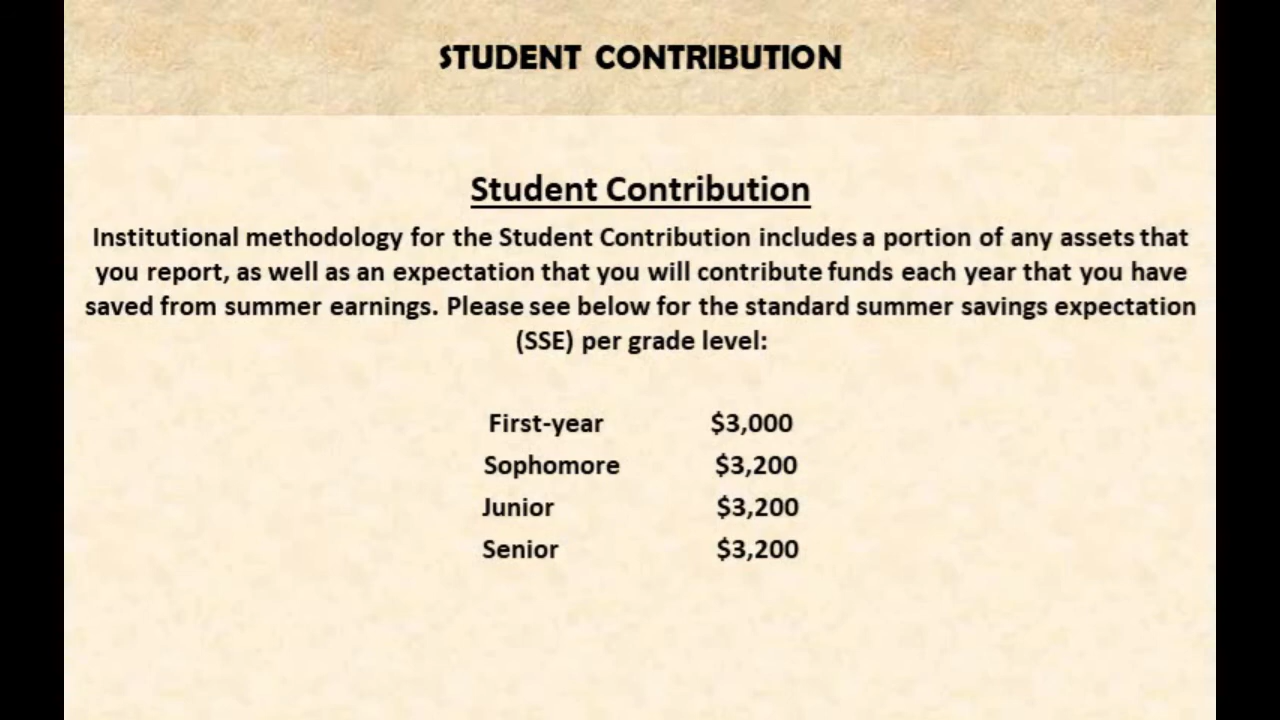 STUDENT CONTRIBUTION
Student Contribution
Institutional methodology for the Student Contribution includes a portion of any assets that
you report, as well as an expectation that you will contribute funds each year that you have
saved from summer earnings. Please see below for the standard summer savings expectation
(SSE) per grade level:
First-year $3,000
Sophomore $3,200
Junior $3,200
Senior $3,200